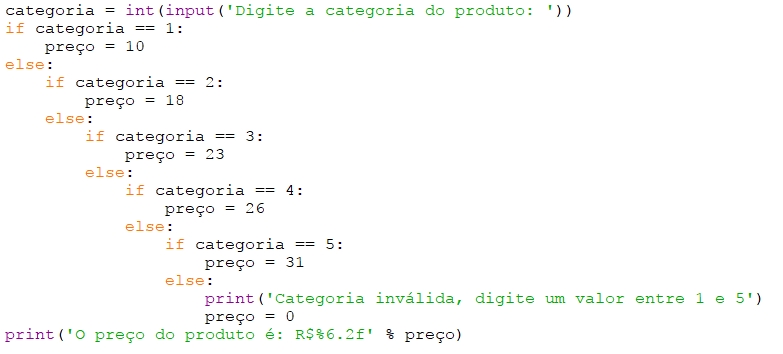 categoria = int(input('Digite a categoria do produto: '))
if categoria == 1:
    preço = 10
else:
    if categoria == 2:
        preço = 18
    else:
        if categoria == 3:
            preço = 23
        else:
            if categoria == 4:
                preço = 26
            else:
                if categoria == 5:
                    preço = 31
                else:
                    print('Categoria inválida, digite um valor entre 1 e 5')
                    preço = 0
print('O preço do produto é: R$%6.2f' % preço)